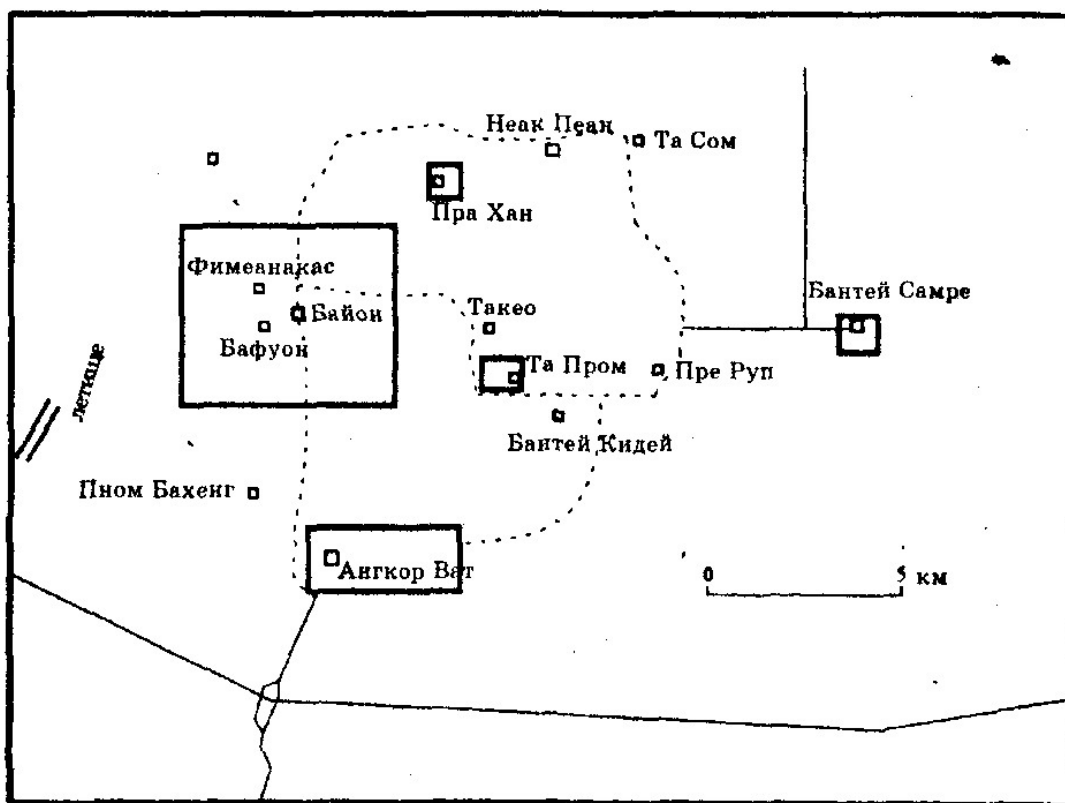 Неак Пеан
Та Сом
Пра Хан
Фимеанакас
Бантей Самре
Байон
Такео
Бафуон
Та Пром
Пре Руп
летище
Бантей Кидей
Пном Бахенг
Ангкор Ват
0 5 км